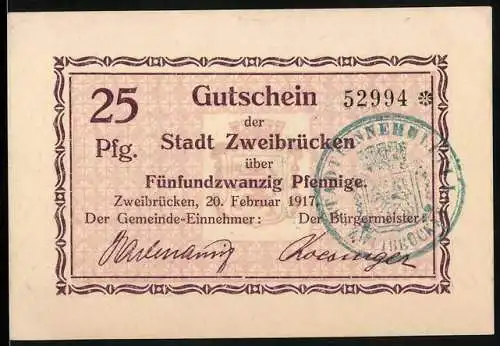 25
Pfg.
Gutschein
52994 ✻
der
Stadt Zweibrücken
über
Fünfundzwanzig Pfennige.
Zweibrücken, 20. Februar 1917.
Der Gemeinde-Einnehmer: Der Bürgermeister: